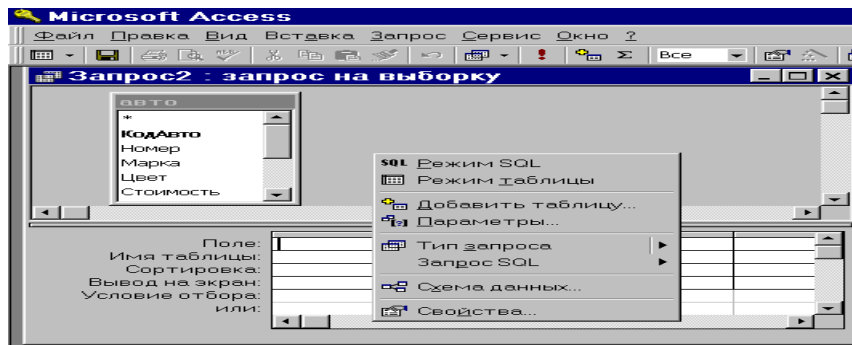 Microsoft Access
Файл Правка Вид Вставка Запрос Сервис Окно ?
Σ Все
Запрос2 : запрос на выборку
авто
*
КодАвто
Номер
Марка
Цвет
Стоимость
SQL Режим SQL
Режим таблицы
Добавить таблицу...
Параметры...
Тип запроса
Запрос SQL
Схема данных...
Свойства...
Поле:
Имя таблицы:
Сортировка:
Вывод на экран:
Условие отбора:
или: